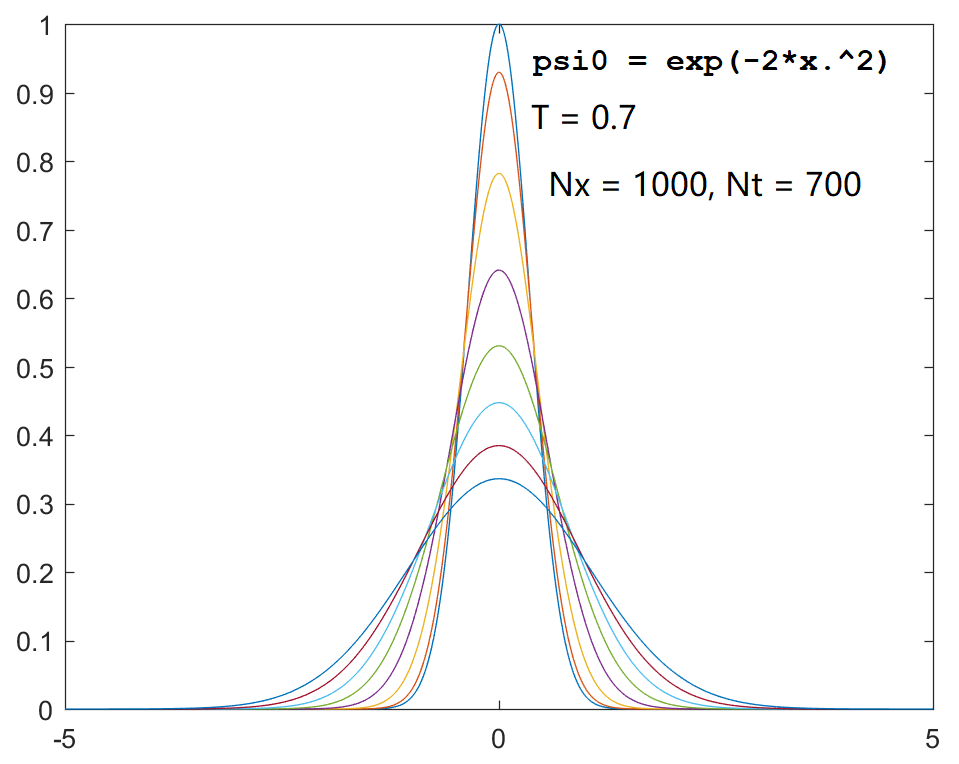 1
0.9
0.8
0.7
0.6
0.5
0.4
0.3
0.2
0.1
0
psi0 = exp(-2*x.^2)
T = 0.7
Nx = 1000, Nt = 700
-5 0 5